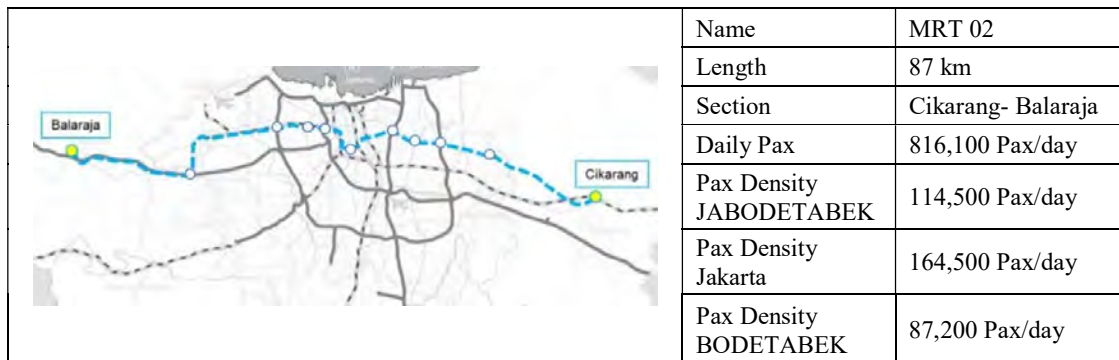 Balaraja
Cikarang
Name MRT 02
Length 87 km
Section Cikarang- Balaraja
Daily Pax 816,100 Pax/day
Pax Density
JABODETABEK 114,500 Pax/day
Pax Density
Jakarta 164,500 Pax/day
Pax Density
BODETABEK 87,200 Pax/day